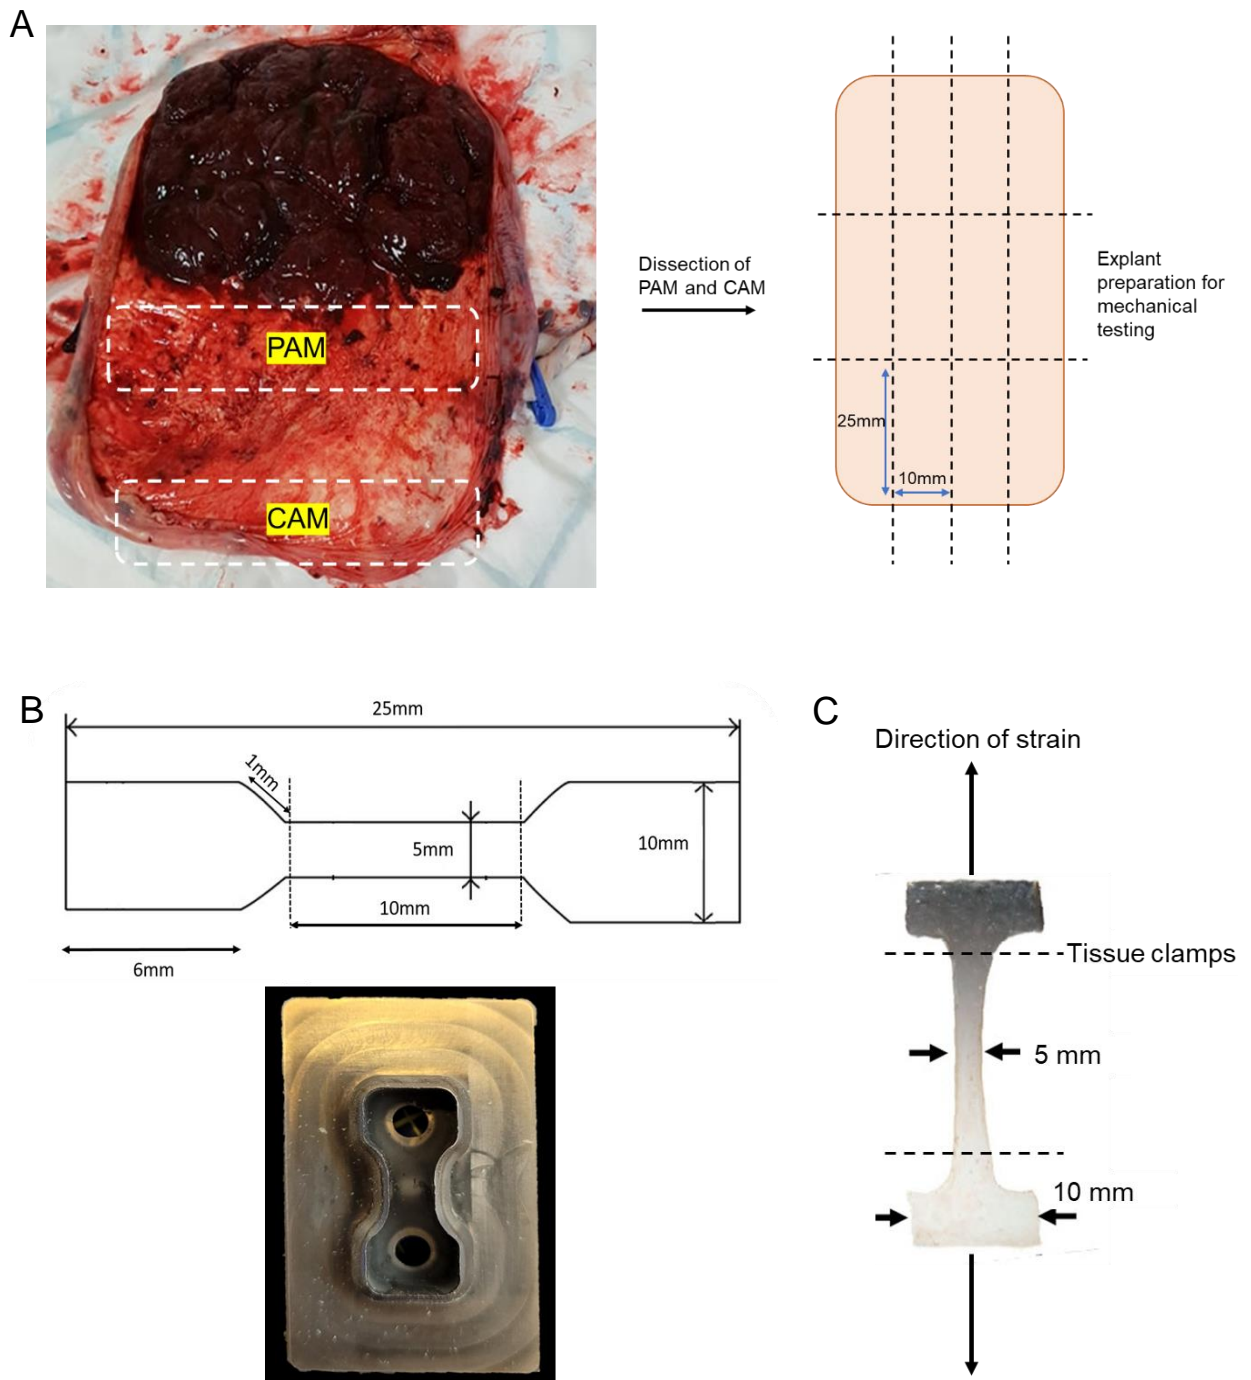 A
PAM
CAM
Dissection of
PAM and CAM
25mm
10mm
Explant
preparation for
mechanical
testing
B
25mm
1mm
5mm
10mm
10mm
6mm
C
Direction of strain
Tissue clamps
5 mm
10 mm